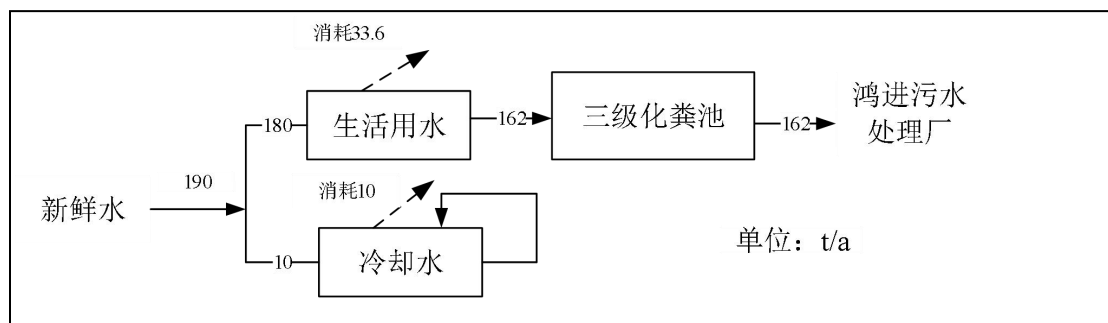 消耗33.6
180
生活用水
162
三级化粪池
162
鸿进污水
处理厂
190
新鲜水
消耗10
10
冷却水
单位：t/a